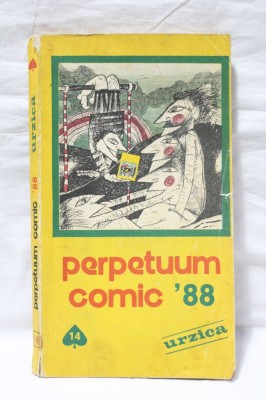 urzica
perpetuum comic '88
perpetuum
comic '88
14
urzica